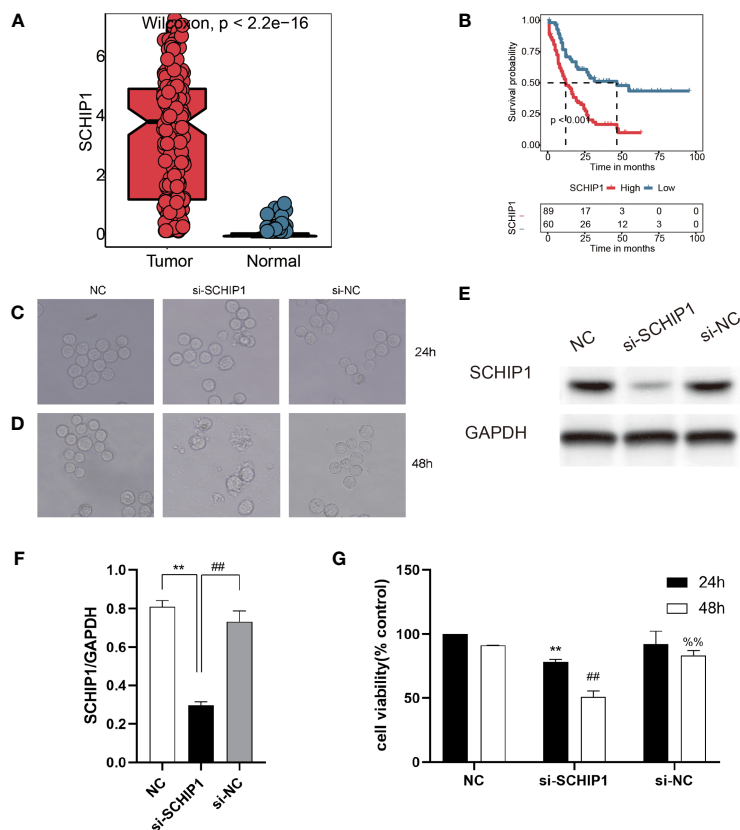 A
Wilcoxon, p < 2.2e−16
SCHIP1
6
4
2
0
Tumor
Normal
B
Survival probability
1.00
0.75
0.50
0.25
0.00
p < 0.001
0
25
50
75
100
Time in months
SCHIP1 High Low
SCHIP1
89 17 3 0 0
60 26 12 3 0
0 25 50 75 100
Time in months
NC si-SCHIP1 si-NC
C
24h
D
48h
E
NC si-SCHIP1 si-NC
SCHIP1
GAPDH
F
SCHIP1/GAPDH
1.0
0.8
0.6
0.4
0.2
0.0
** ##
NC
si-SCHIP1
si-NC
G
cell viability(% control)
150
100
50
0
24h
48h
**
##
%%
NC
si-SCHIP1
si-NC